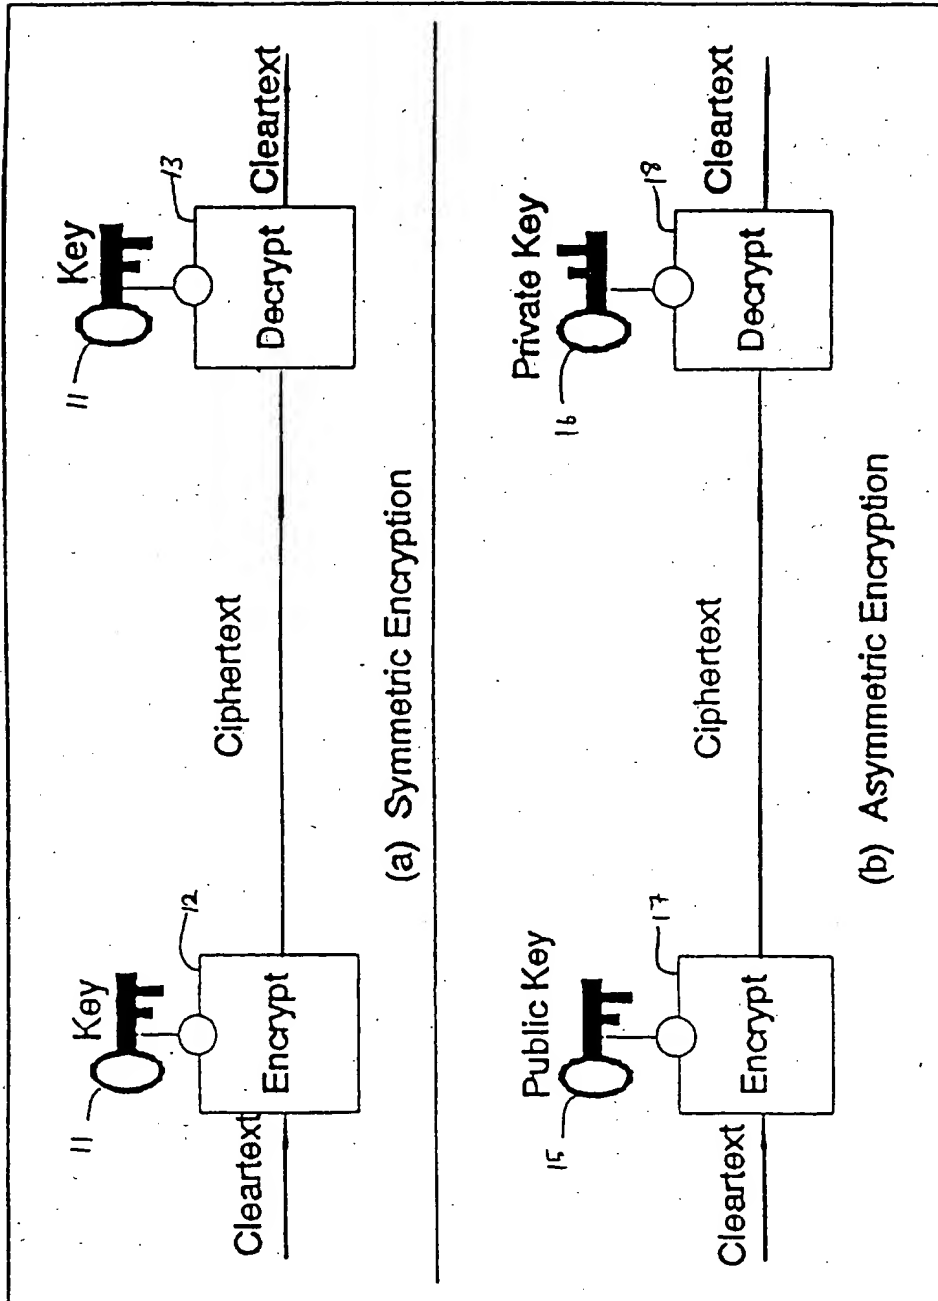 Key
11
12
Cleartext
Encrypt
Ciphertext
Key
11
13
Decrypt
Cleartext
(a) Symmetric Encryption
Public Key
15
17
Cleartext
Encrypt
Ciphertext
Private Key
16
18
Decrypt
Cleartext
(b) Asymmetric Encryption